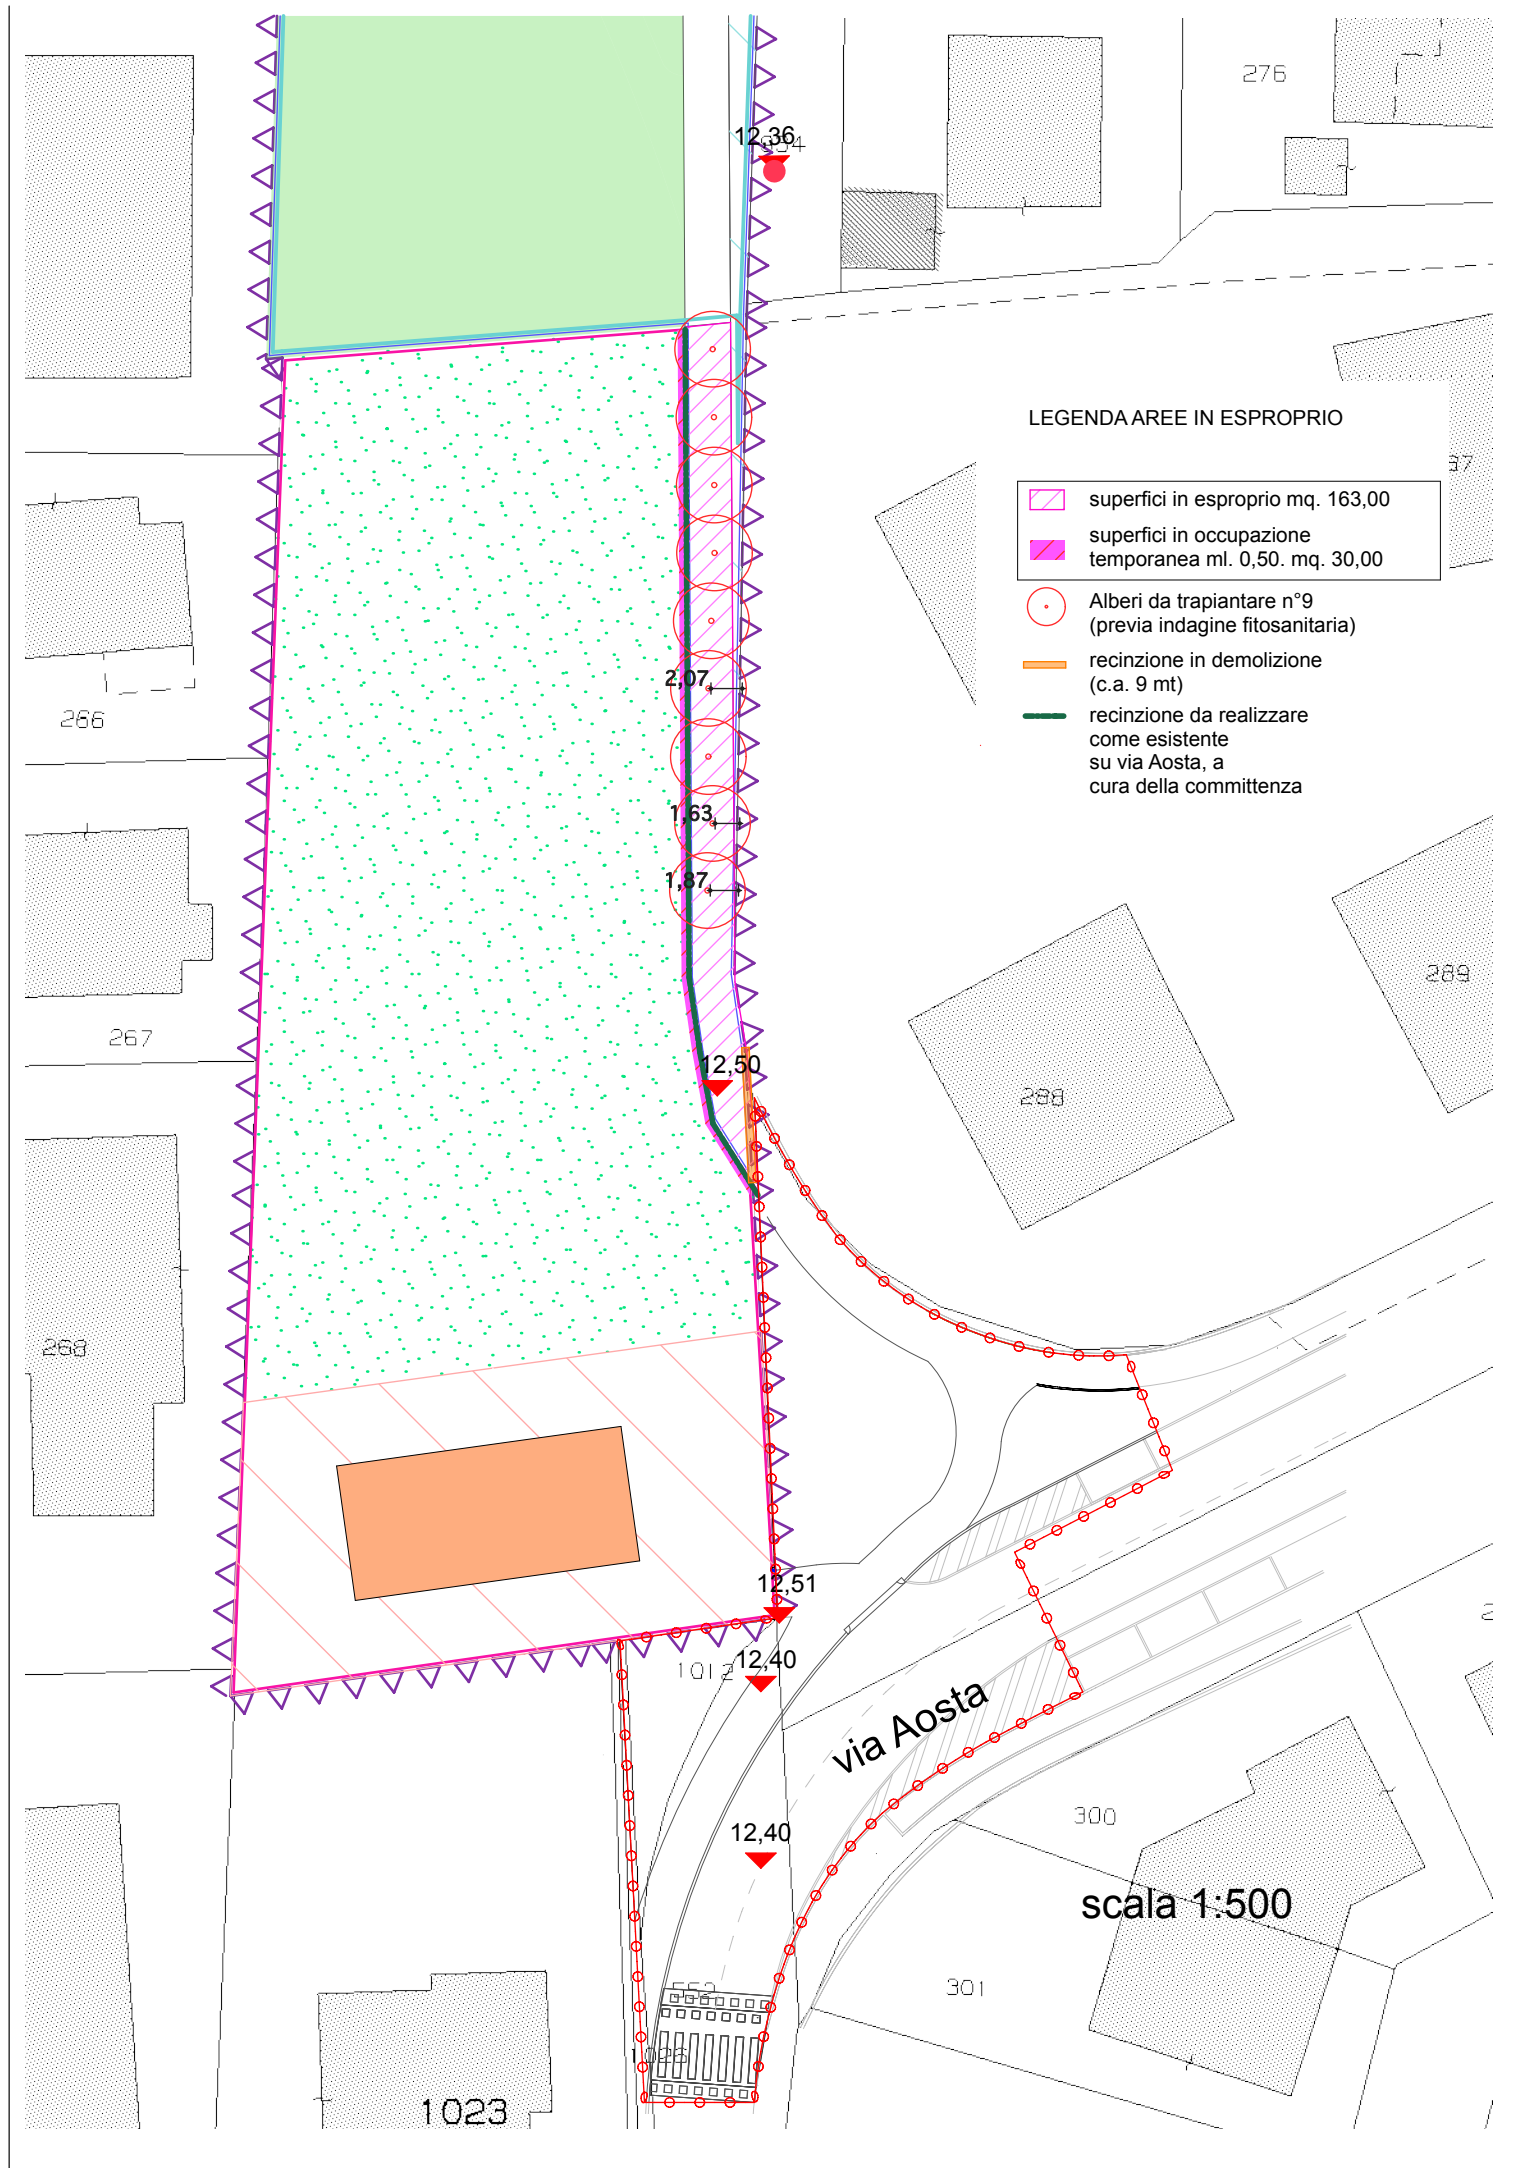 276
12,36
LEGENDA AREE IN ESPROPRIO
superfici in esproprio mq. 163,00
superfici in occupazione
temporanea ml. 0,50. mq. 30,00
Alberi da trapiantare n°9
(previa indagine fitosanitaria)
recinzione in demolizione
(c.a. 9 mt)
recinzione da realizzare
come esistente
su via Aosta, a
cura della committenza
266
2,07
1,63
1,87
289
267
12,50
288
268
12,51
1012
12,40
via Aosta
12,40
300
scala 1:500
301
552
1026
1023